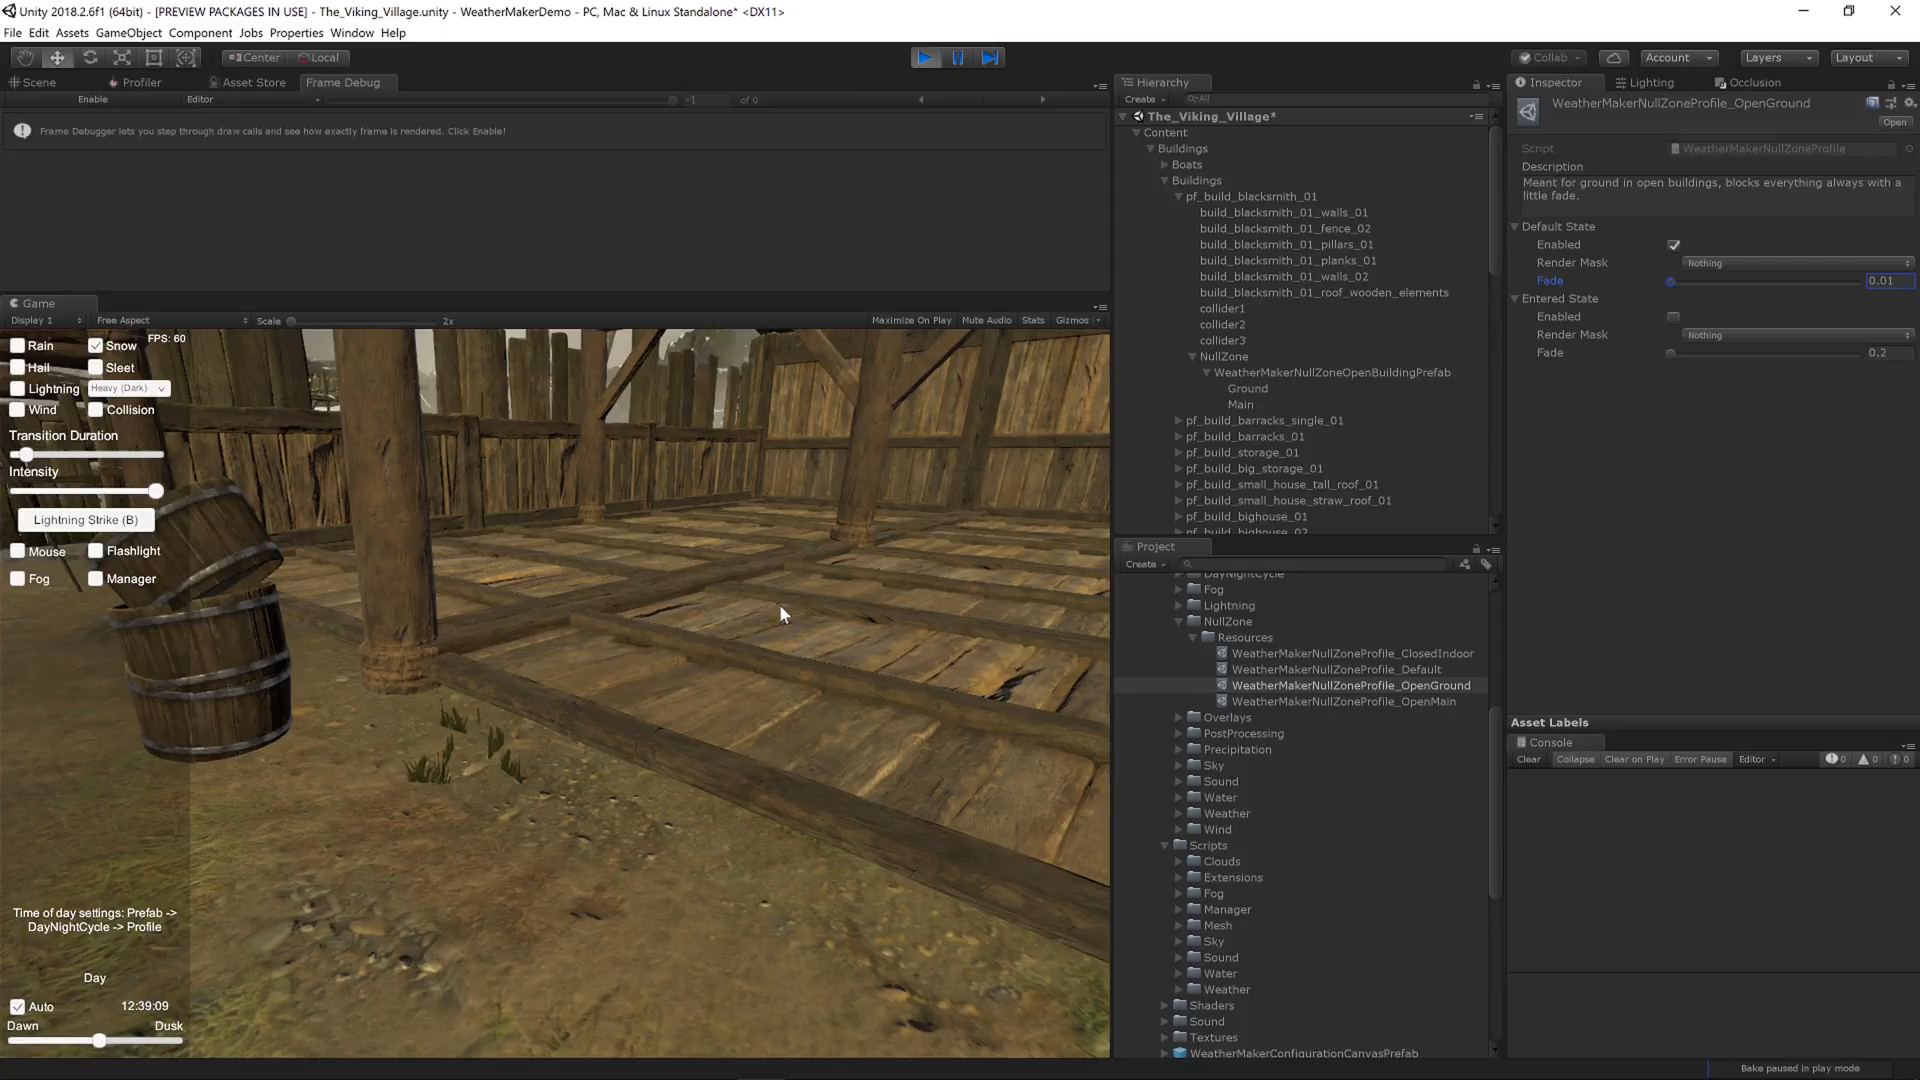 Unity 2018.2.6f1 (64bit) - [PREVIEW PACKAGES IN USE] - The_Viking_Village.unity - WeatherMakerDemo - PC, Mac & Linux Standalone* <DX11>
File Edit Assets GameObject Component Jobs Properties Window Help
Center Local
Collab Account Layers Layout
Scene Profiler Asset Store Frame Debug
Enable Editor -1 of 0
Frame Debugger lets you step through draw calls and see how exactly frame is rendered. Click Enable!
Game
Display 1 Free Aspect Scale 2x Maximize On Play Mute Audio Stats Gizmos
Rain Snow FPS: 60
Hail Sleet
Lightning Heavy (Dark)
Wind Collision
Transition Duration
Intensity
Lightning Strike (B)
Mouse Flashlight
Fog Manager
Time of day settings: Prefab ->
DayNightCycle -> Profile
Day
Auto 12:39:09
Dawn Dusk
Hierarchy
Create All
The_Viking_Village*
Content
Buildings
Boats
Buildings
pf_build_blacksmith_01
build_blacksmith_01_walls_01
build_blacksmith_01_fence_02
build_blacksmith_01_pillars_01
build_blacksmith_01_planks_01
build_blacksmith_01_walls_02
build_blacksmith_01_roof_wooden_elements
collider1
collider2
collider3
NullZone
WeatherMakerNullZoneOpenBuildingPrefab
Ground
Main
pf_build_barracks_single_01
pf_build_barracks_01
pf_build_storage_01
pf_build_big_storage_01
pf_build_small_house_tall_roof_01
pf_build_small_house_straw_roof_01
pf_build_bighouse_01
pf_build_bighouse_02
Project
Create
DayNightCycle
Fog
Lightning
NullZone
Resources
WeatherMakerNullZoneProfile_ClosedIndoor
WeatherMakerNullZoneProfile_Default
WeatherMakerNullZoneProfile_OpenGround
WeatherMakerNullZoneProfile_OpenMain
Overlays
PostProcessing
Precipitation
Sky
Sound
Water
Weather
Wind
Scripts
Clouds
Extensions
Fog
Manager
Mesh
Sky
Sound
Water
Weather
Shaders
Sound
Textures
WeatherMakerConfigurationCanvasPrefab
Inspector Lighting Occlusion
WeatherMakerNullZoneProfile_OpenGround
Open
Script WeatherMakerNullZoneProfile
Description
Meant for ground in open buildings, blocks everything always with a
little fade.
Default State
Enabled
Render Mask Nothing
Fade 0.01
Entered State
Enabled
Render Mask Nothing
Fade 0.2
Asset Labels
Console
Clear Collapse Clear on Play Error Pause Editor 0 0 0
Bake paused in play mode